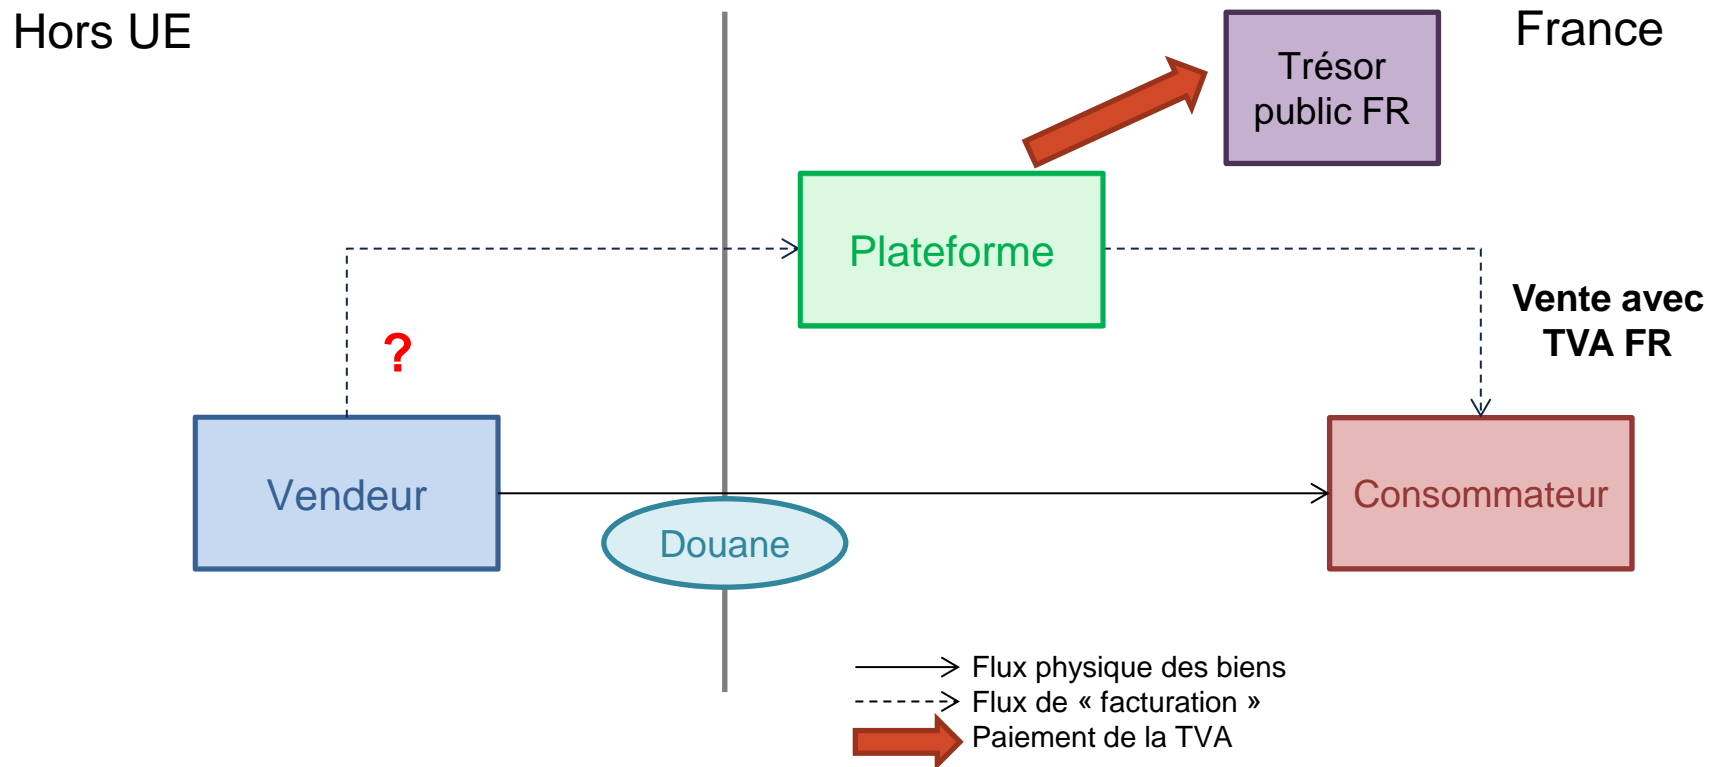 Hors UE
France
Trésor
public FR
Plateforme
Vente avec
TVA FR
?
Vendeur
Consommateur
Douane
Flux physique des biens
Flux de « facturation »
Paiement de la TVA